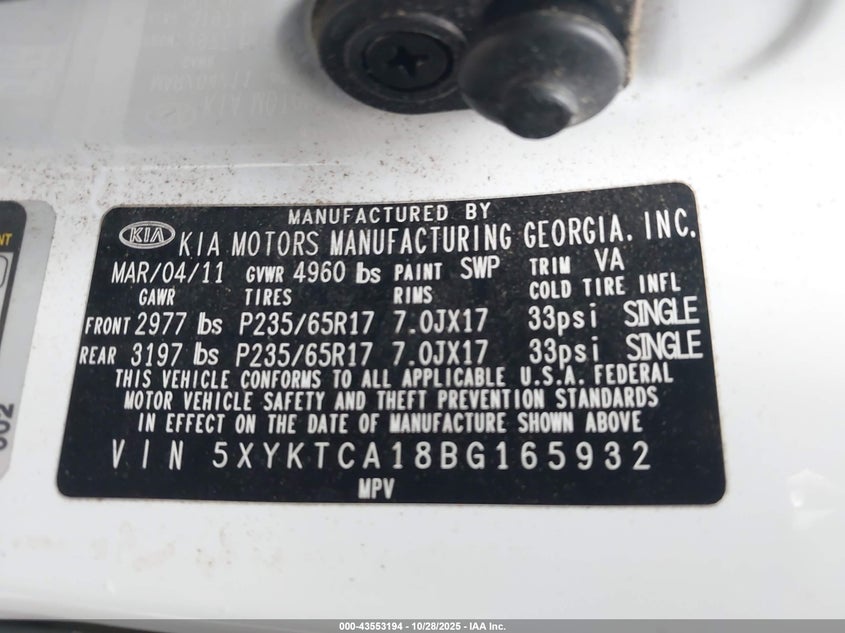 MANUFACTURED BY
KIA KIA MOTORS MANUFACTURING GEORGIA. INC.
MAR/04/11 GVWR 4960 lbs PAINT SWP TRIM VA
GAWR TIRES RIMS COLD TIRE INFL
FRONT 2977 lbs P235/65R17 7.0JX17 33psi SINGLE
REAR 3197 lbs P235/65R17 7.0JX17 33psi SINGLE
THIS VEHICLE CONFORMS TO ALL APPLICABLE U.S.A. FEDERAL
MOTOR VEHICLE SAFETY AND THEFT PREVENTION STANDARDS
IN EFFECT ON THE DATE OF MANUFACTURE SHOWN ABOVE
VIN 5XYKTCA18BG165932
MPV
000-43553194 - 10/28/2025 - IAA Inc.